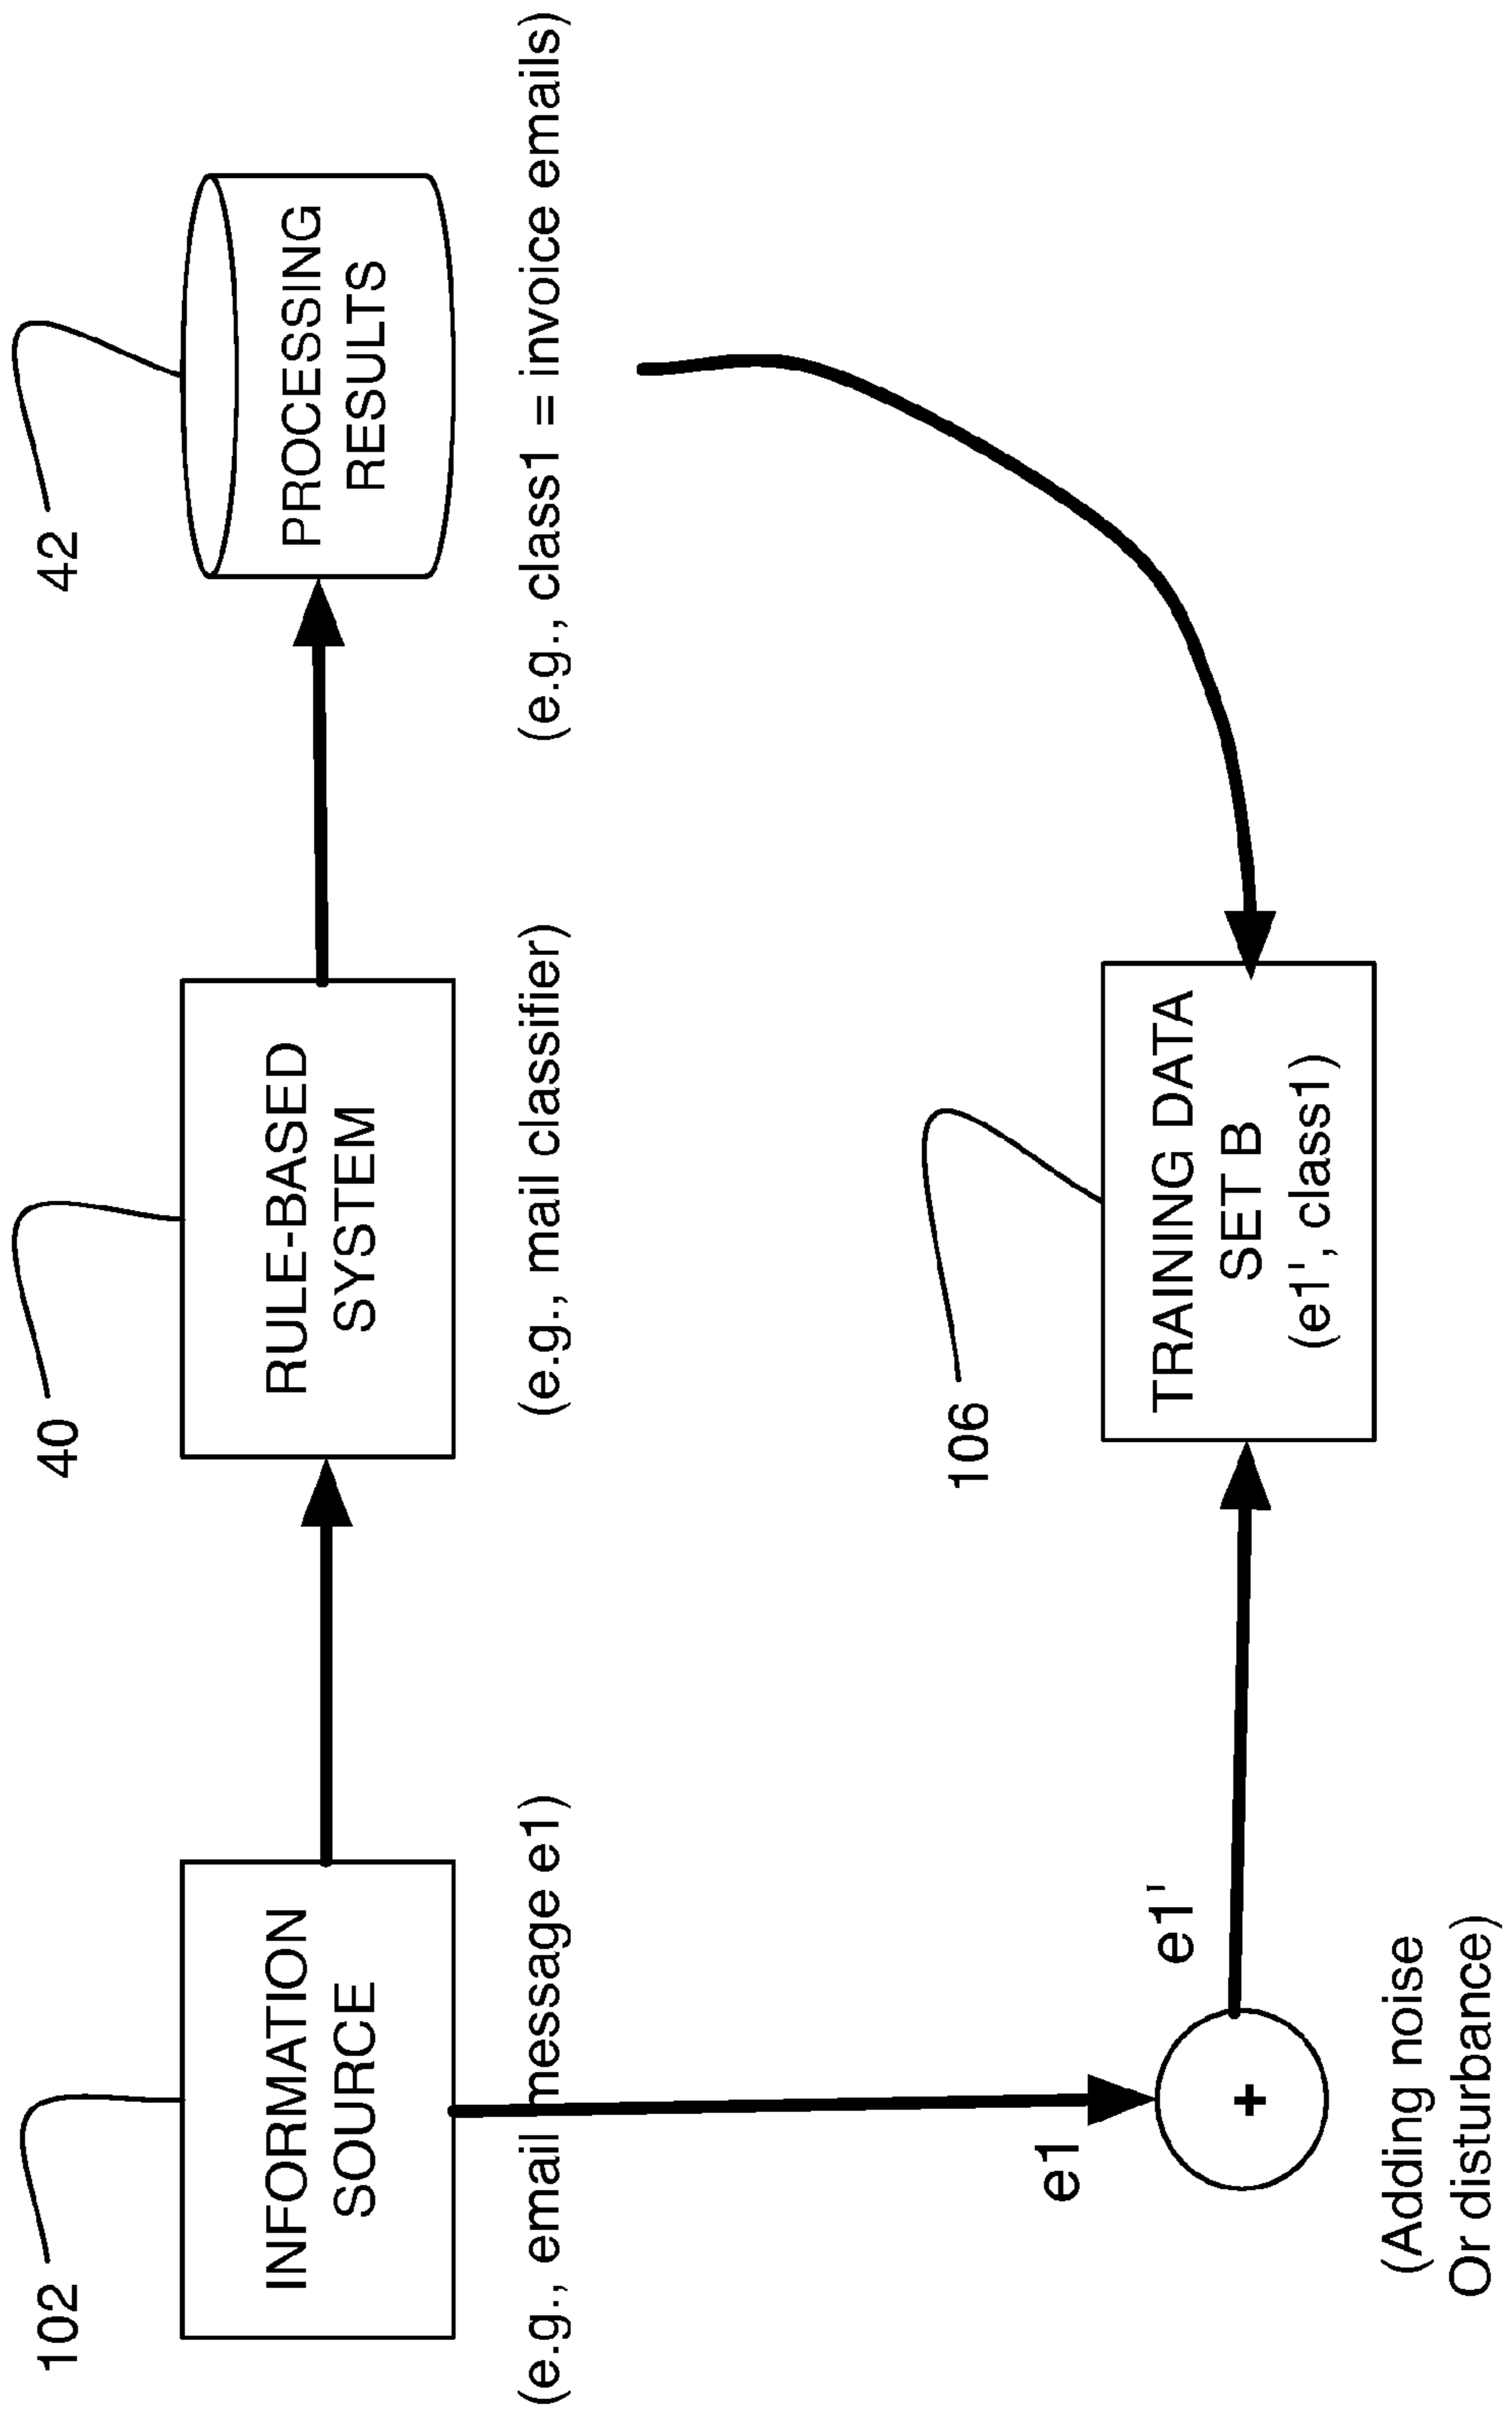 102
40
42
INFORMATION
SOURCE
RULE-BASED
SYSTEM
PROCESSING
RESULTS
(e.g., email message e1)
(e.g., mail classifier)
(e.g., class1 = invoice emails)
e1
e1'
106
TRAINING DATA
SET B
(e1', class1)
+
(Adding noise
Or disturbance)